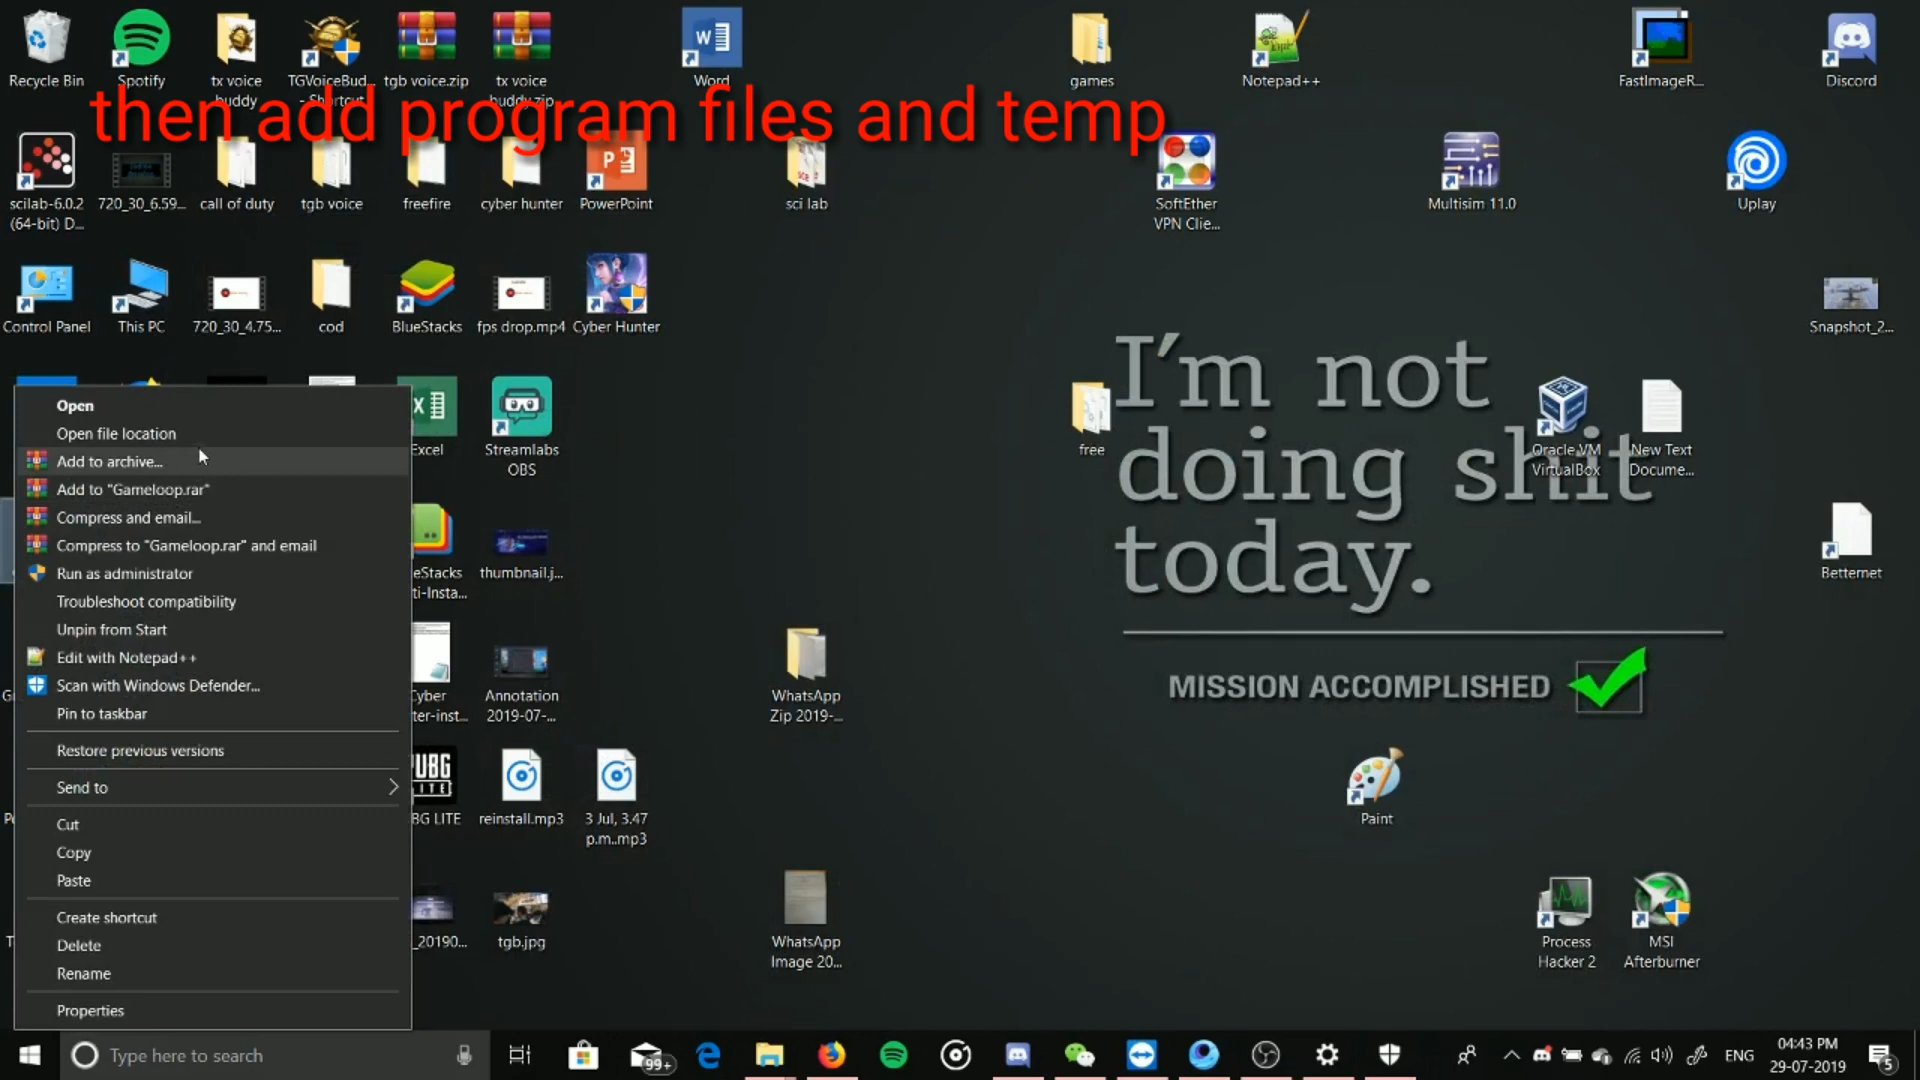 Recycle Bin
Spotify
tx voice
buddy
TGVoiceBud...
- Shortcut
tgb voice.zip
tx voice
buddy.zip
Word
games
Notepad++
FastImageR...
Discord
then add program files and temp
scilab-6.0.2
(64-bit) D...
720_30_6.59...
call of duty
tgb voice
freefire
cyber hunter
PowerPoint
sci lab
SoftEther
VPN Clie...
Multisim 11.0
Uplay
Control Panel
This PC
720_30_4.75...
cod
BlueStacks
fps drop.mp4
Cyber Hunter
Snapshot_2...
I'm not
doing shit
today.
MISSION ACCOMPLISHED
Open
Open file location
Add to archive...
Add to "Gameloop.rar"
Compress and email...
Compress to "Gameloop.rar" and email
Run as administrator
Troubleshoot compatibility
Unpin from Start
Edit with Notepad++
Scan with Windows Defender...
Pin to taskbar
Restore previous versions
Send to
Cut
Copy
Paste
Create shortcut
Delete
Rename
Properties
Excel
Streamlabs
OBS
free
Oracle VM
VirtualBox
New Text
Docume...
eStacks
ti-Insta...
thumbnail.j...
Betternet
Cyber
ter-inst...
Annotation
2019-07-...
WhatsApp
Zip 2019-...
UBG
LITE
BG LITE
reinstall.mp3
3 Jul, 3.47
p.m..mp3
Paint
_20190...
tgb.jpg
WhatsApp
Image 20...
Process
Hacker 2
MSI
Afterburner
Type here to search
99+
ENG
04:43 PM
29-07-2019
5